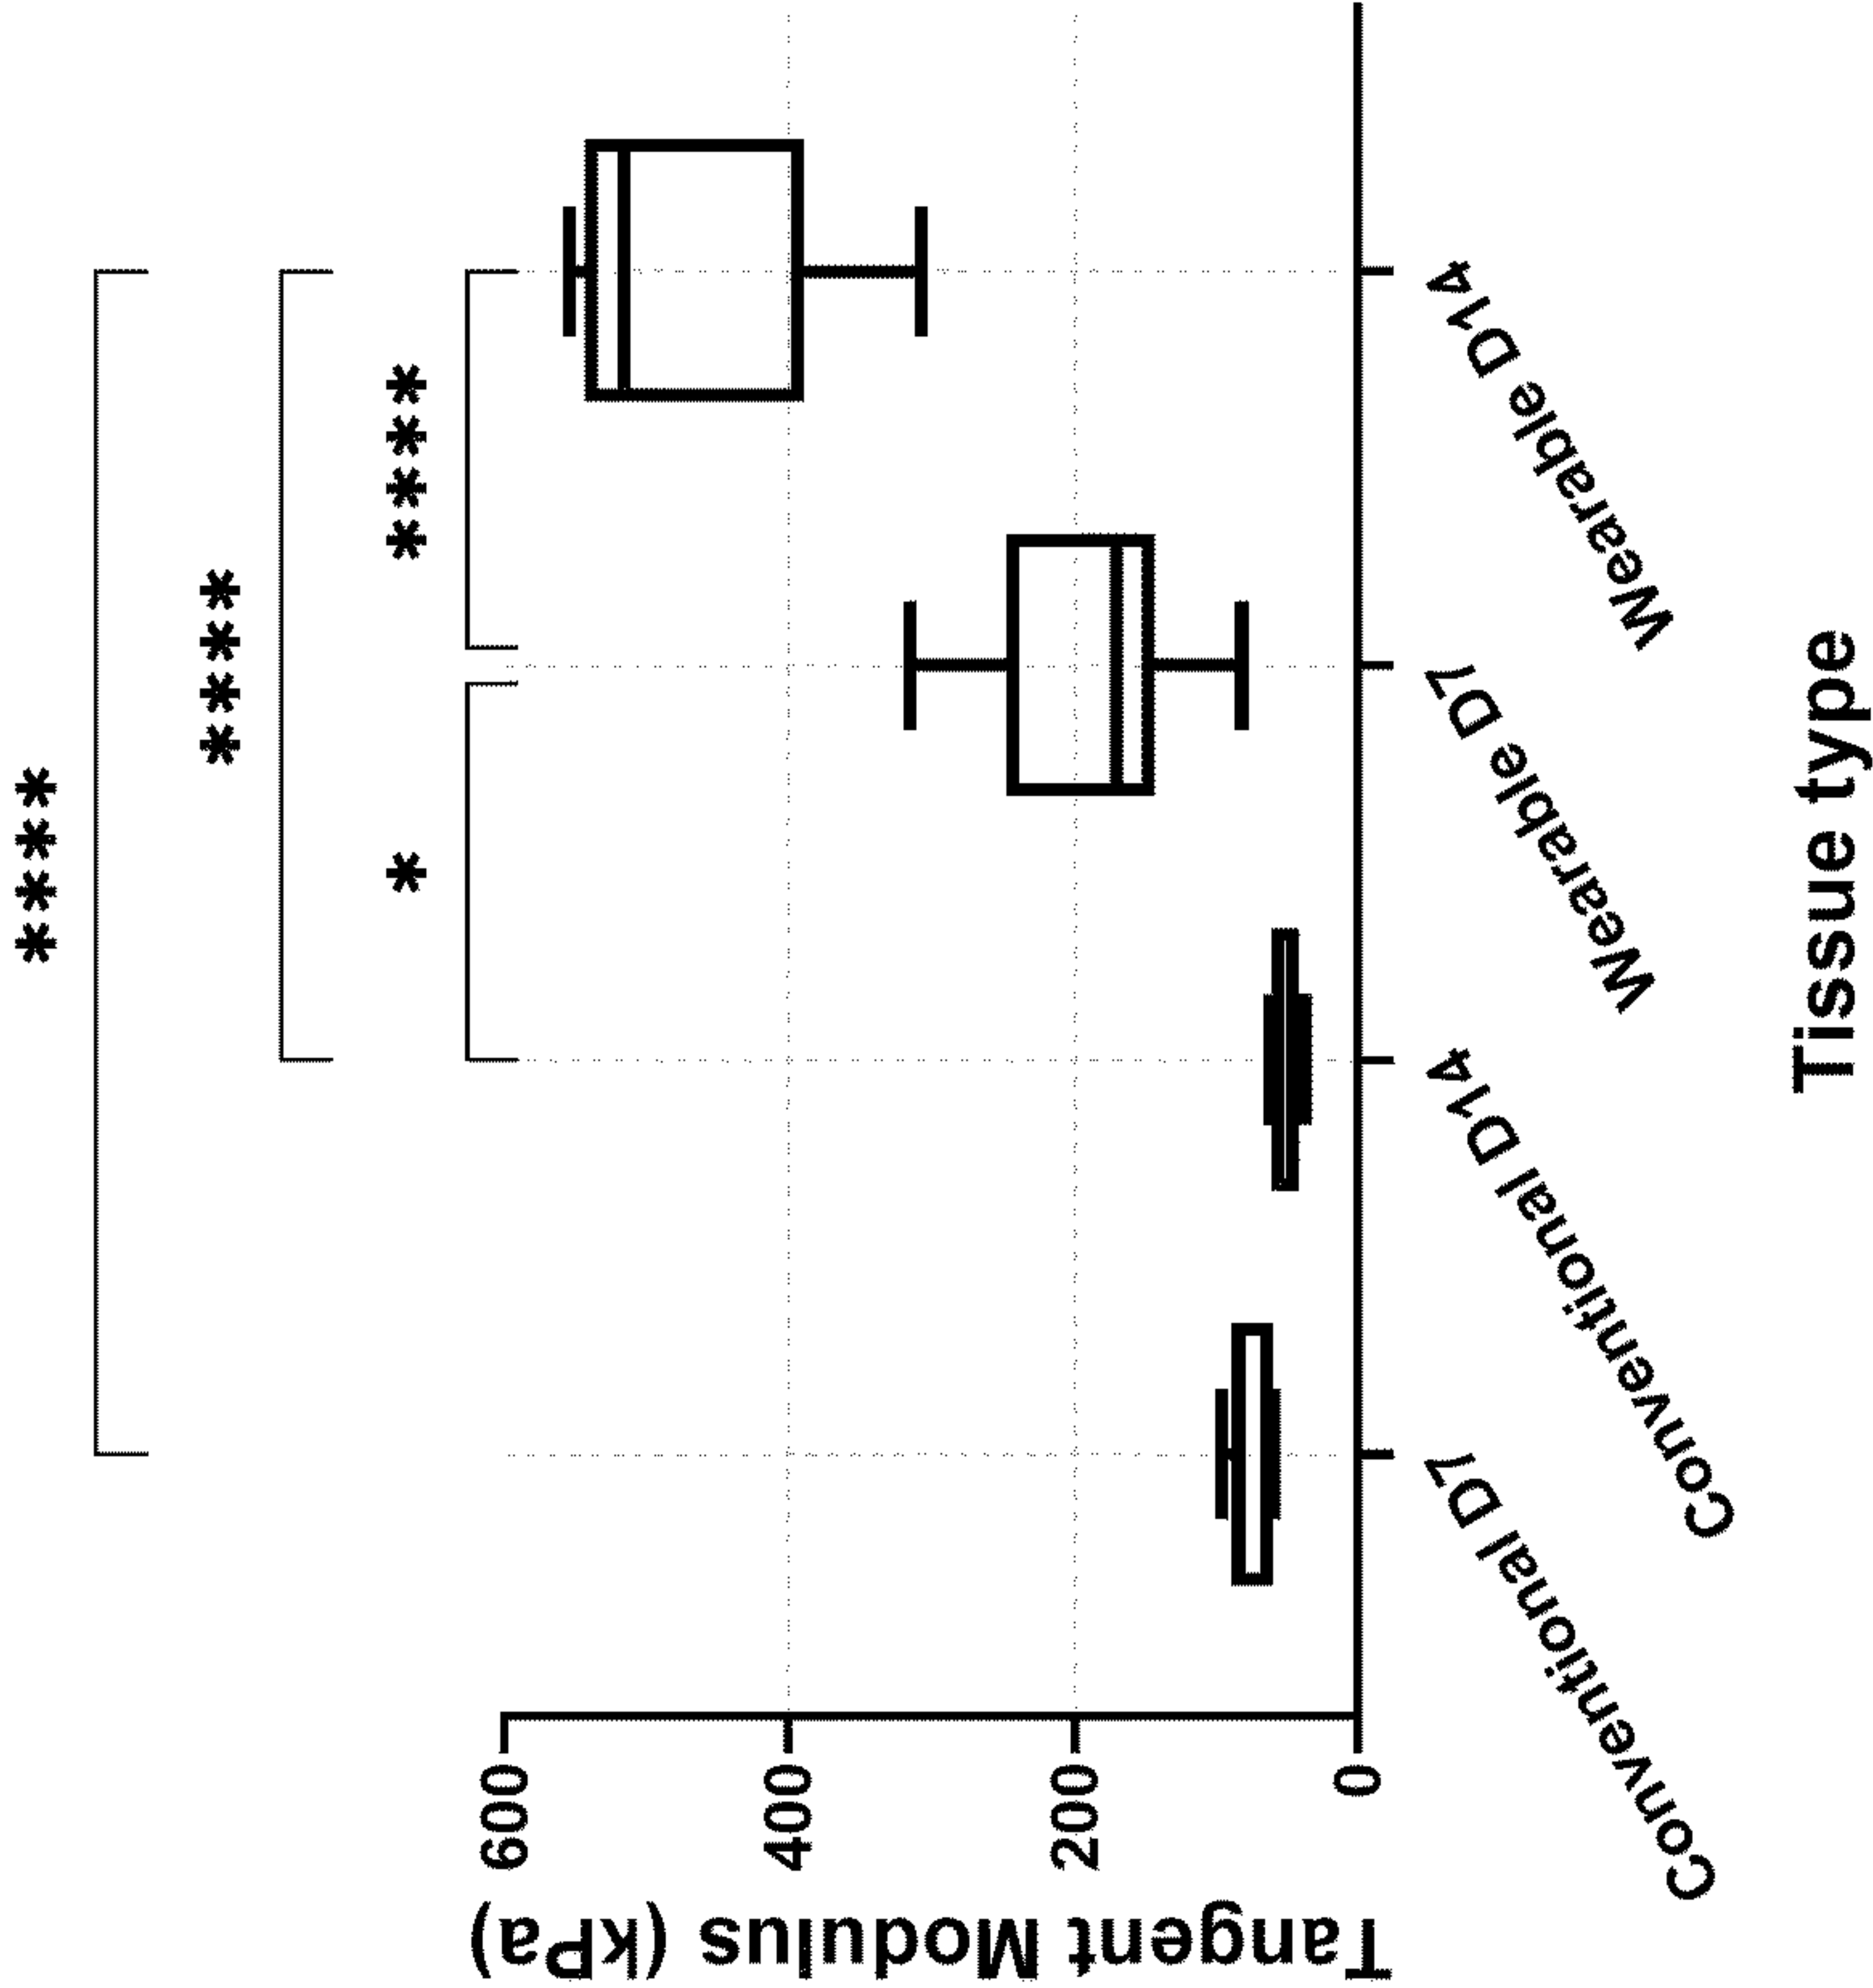 ****
****
* ****
Tangent Modulus (kPa)
600
400
200
0
Conventional D7
Conventional D14
Wearable D7
Wearable D14
Tissue type